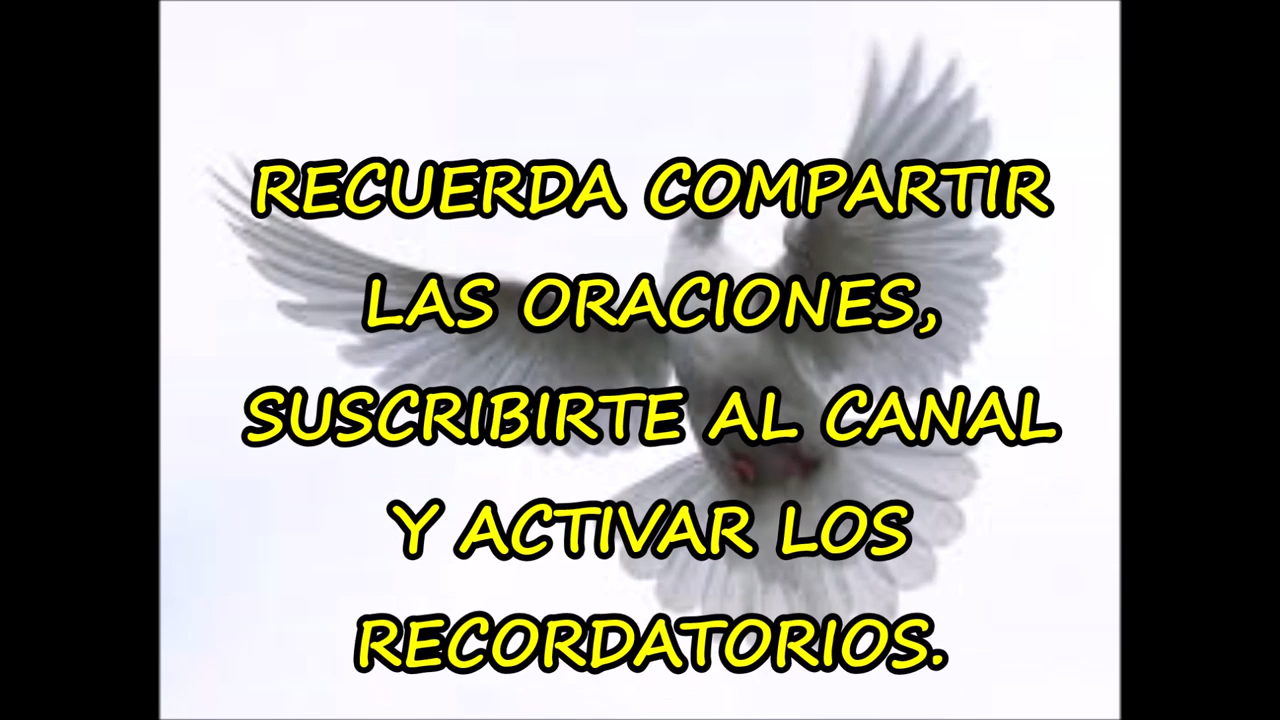 RECUERDA COMPARTIR
LAS ORACIONES,
SUSCRIBIRTE AL CANAL
Y ACTIVAR LOS
RECORDATORIOS.